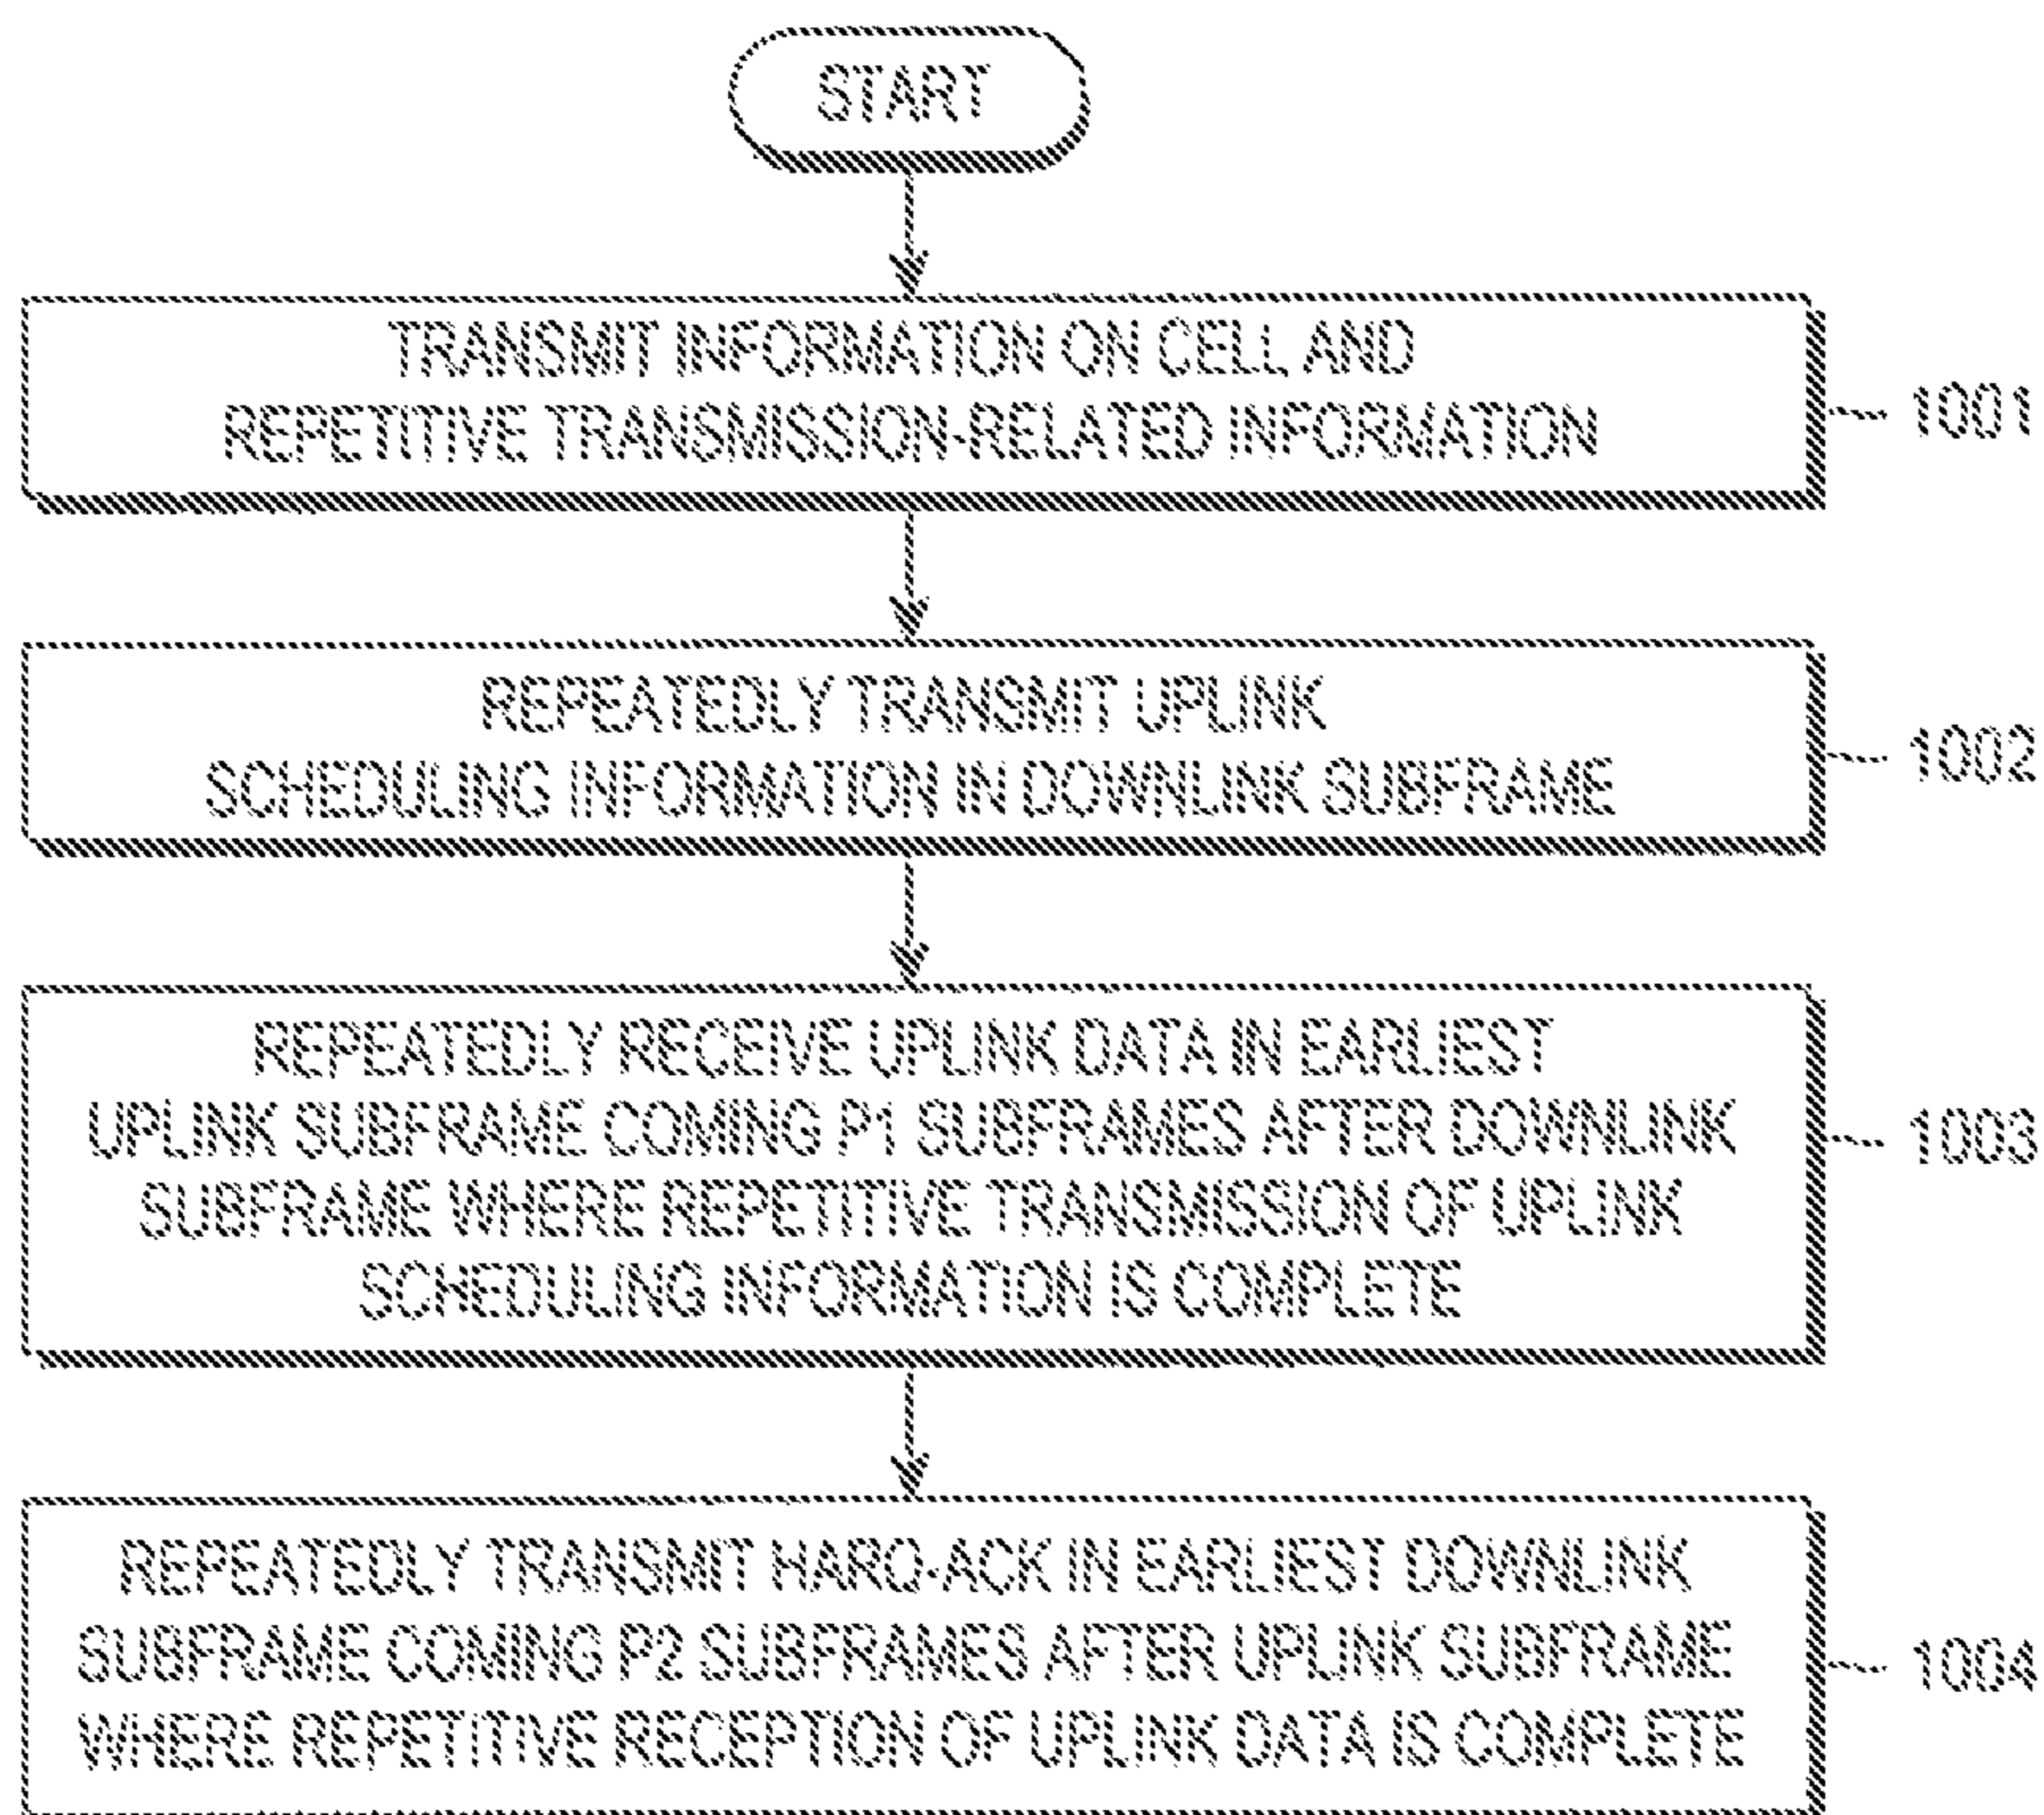 START
TRANSMIT INFORMATION ON CELL AND
REPETITIVE TRANSMISSION-RELATED INFORMATION
1001
REPEATEDLY TRANSMIT UPLINK
SCHEDULING INFORMATION IN DOWNLINK SUBFRAME
1002
REPEATEDLY RECEIVE UPLINK DATA IN EARLIEST
UPLINK SUBFRAME COMING P1 SUBFRAMES AFTER DOWNLINK
SUBFRAME WHERE REPETITIVE TRANSMISSION OF UPLINK
SCHEDULING INFORMATION IS COMPLETE
1003
REPEATEDLY TRANSMIT HARQ-ACK IN EARLIEST DOWNLINK
SUBFRAME COMING P2 SUBFRAMES AFTER UPLINK SUBFRAME
WHERE REPETITIVE RECEPTION OF UPLINK DATA IS COMPLETE
1004